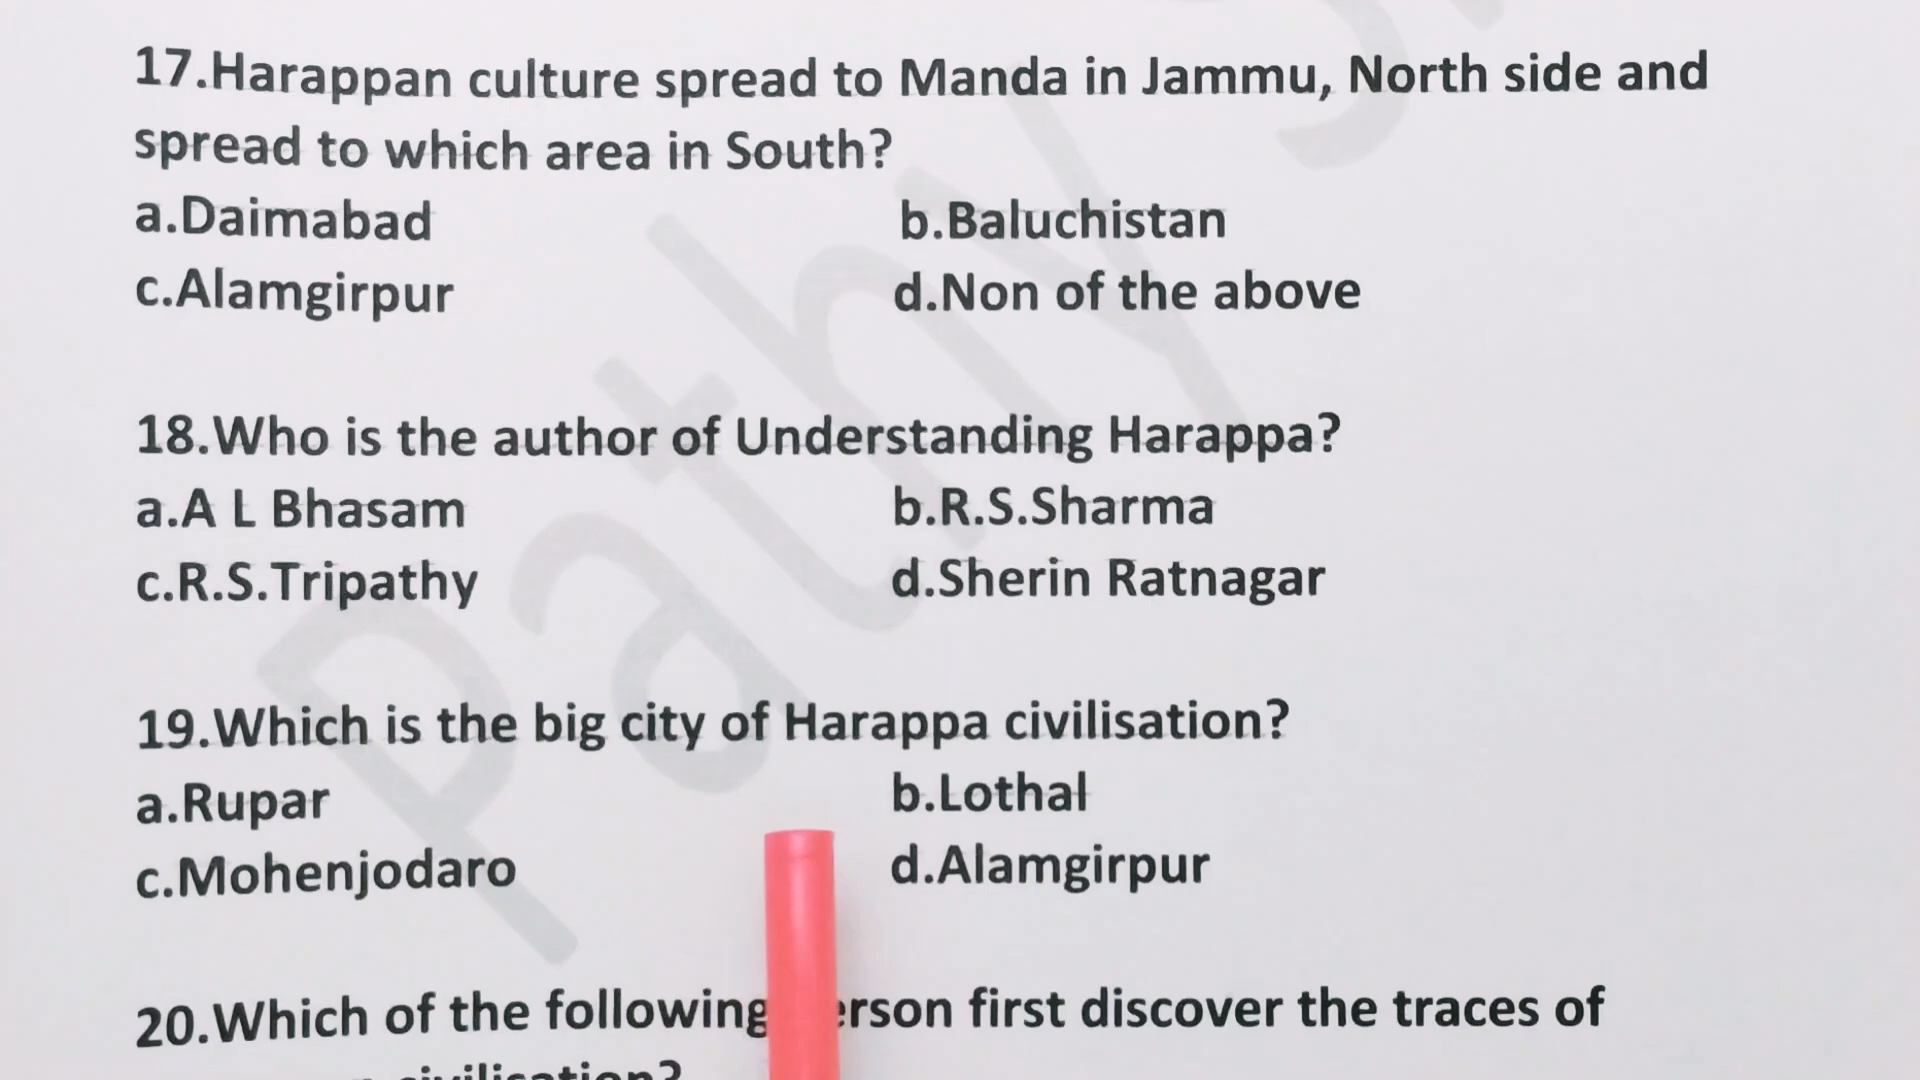 17.Harappan culture spread to Manda in Jammu, North side and
spread to which area in South?
a.Daimabad b.Baluchistan
c.Alamgirpur d.Non of the above
18.Who is the author of Understanding Harappa?
a.A L Bhasam b.R.S.Sharma
c.R.S.Tripathy d.Sherin Ratnagar
19.Which is the big city of Harappa civilisation?
a.Rupar b.Lothal
c.Mohenjodaro d.Alamgirpur
20.Which of the following first discover the traces of
civilisation?
Pathy